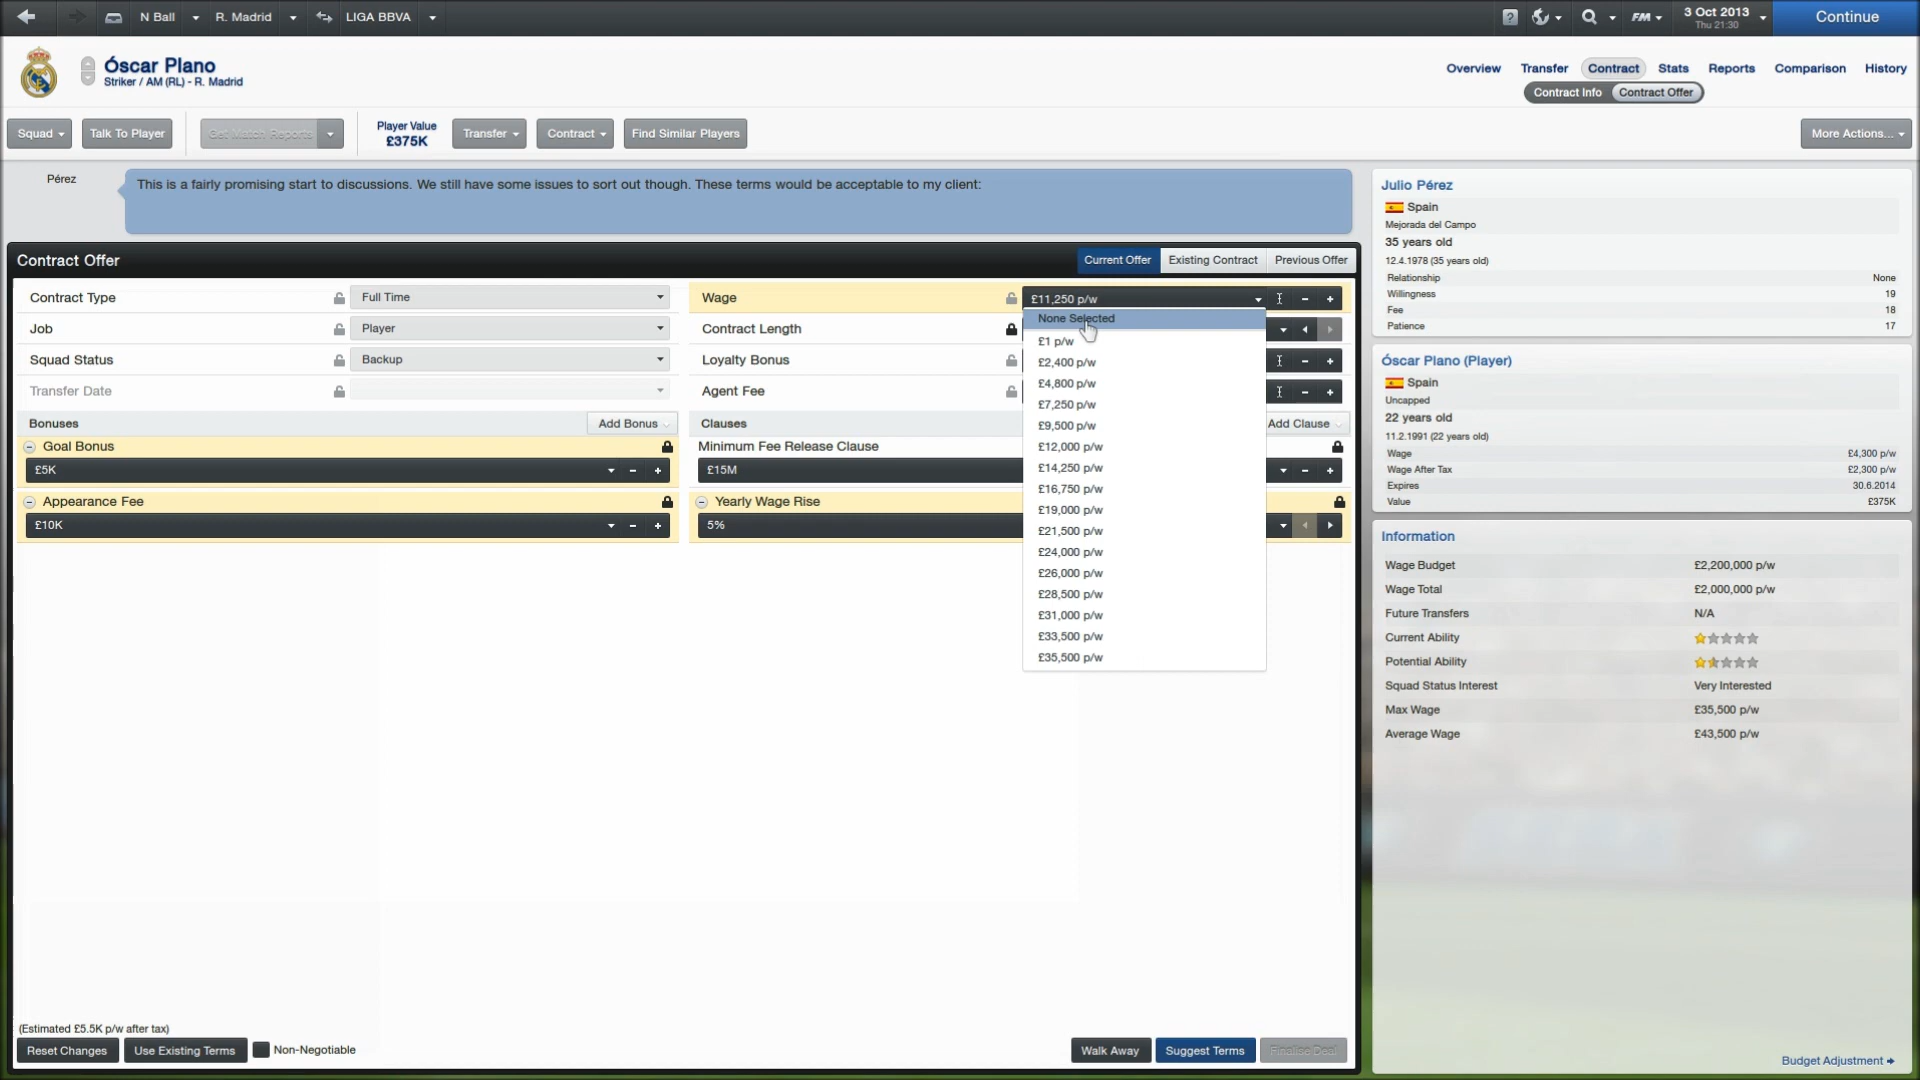 N Ball
R. Madrid
LIGA BBVA
?
FM
3 Oct 2013
Thu 21:30
Continue
Óscar Plano
Striker / AM (RL) - R. Madrid
Overview
Transfer
Contract
Stats
Reports
Comparison
History
Contract Info
Contract Offer
Squad
Talk To Player
Get Match Reports
Player Value
£375K
Transfer
Contract
Find Similar Players
More Actions...
Pérez
This is a fairly promising start to discussions. We still have some issues to sort out though. These terms would be acceptable to my client:
Contract Offer
Current Offer
Existing Contract
Previous Offer
Contract Type
Full Time
Job
Player
Squad Status
Backup
Transfer Date
Wage
£11,250 p/w
Contract Length
Loyalty Bonus
Agent Fee
None Selected
£1 p/w
£2,400 p/w
£4,800 p/w
£7,250 p/w
£9,500 p/w
£12,000 p/w
£14,250 p/w
£16,750 p/w
£19,000 p/w
£21,500 p/w
£24,000 p/w
£26,000 p/w
£28,500 p/w
£31,000 p/w
£33,500 p/w
£35,500 p/w
Bonuses
Add Bonus
Goal Bonus
£5K
Appearance Fee
£10K
Clauses
Add Clause
Minimum Fee Release Clause
£15M
Yearly Wage Rise
5%
(Estimated £5.5K p/w after tax)
Reset Changes
Use Existing Terms
Non-Negotiable
Walk Away
Suggest Terms
Finalise Deal
Julio Pérez
Spain
Mejorada del Campo
35 years old
12.4.1978 (35 years old)
Relationship None
Willingness 19
Fee 18
Patience 17
Óscar Plano (Player)
Spain
Uncapped
22 years old
11.2.1991 (22 years old)
Wage £4,300 p/w
Wage After Tax £2,300 p/w
Expires 30.6.2014
Value £375K
Information
Wage Budget £2,200,000 p/w
Wage Total £2,000,000 p/w
Future Transfers N/A
Current Ability
Potential Ability
Squad Status Interest Very Interested
Max Wage £35,500 p/w
Average Wage £43,500 p/w
Budget Adjustment